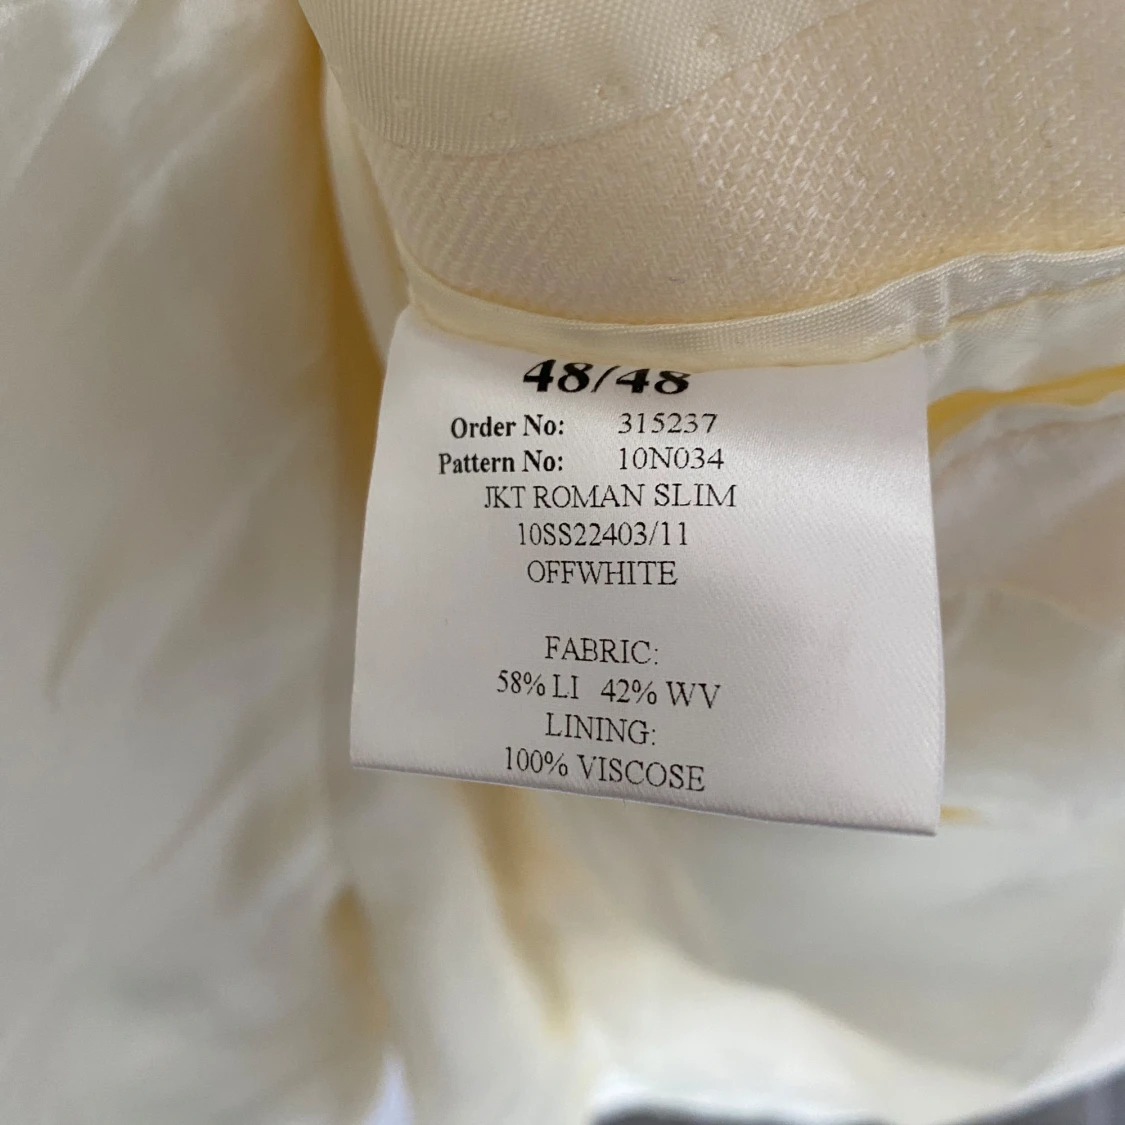 48/48
Order No: 315237
Pattern No: 10N034
JKT ROMAN SLIM
10SS22403/11
OFFWHITE
FABRIC:
58% LI 42% WV
LINING:
100% VISCOSE